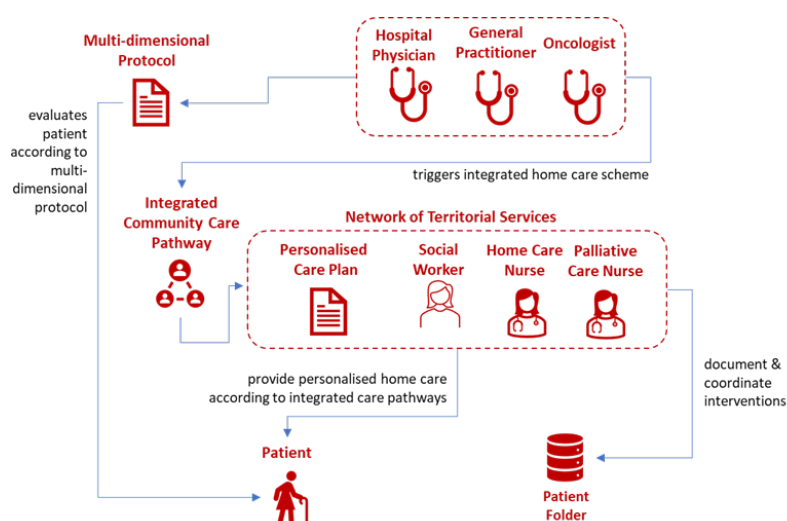 Multi-dimensional
Protocol
Hospital
Physician
General
Practitioner
Oncologist
evaluates
patient
according to
multi-
dimensional
protocol
triggers integrated home care scheme
Integrated
Community Care
Pathway
Network of Territorial Services
Personalised
Care Plan
Social
Worker
Home Care
Nurse
Palliative
Care Nurse
provide personalised home care
according to integrated care pathways
document &
coordinate
interventions
Patient
Patient
Folder